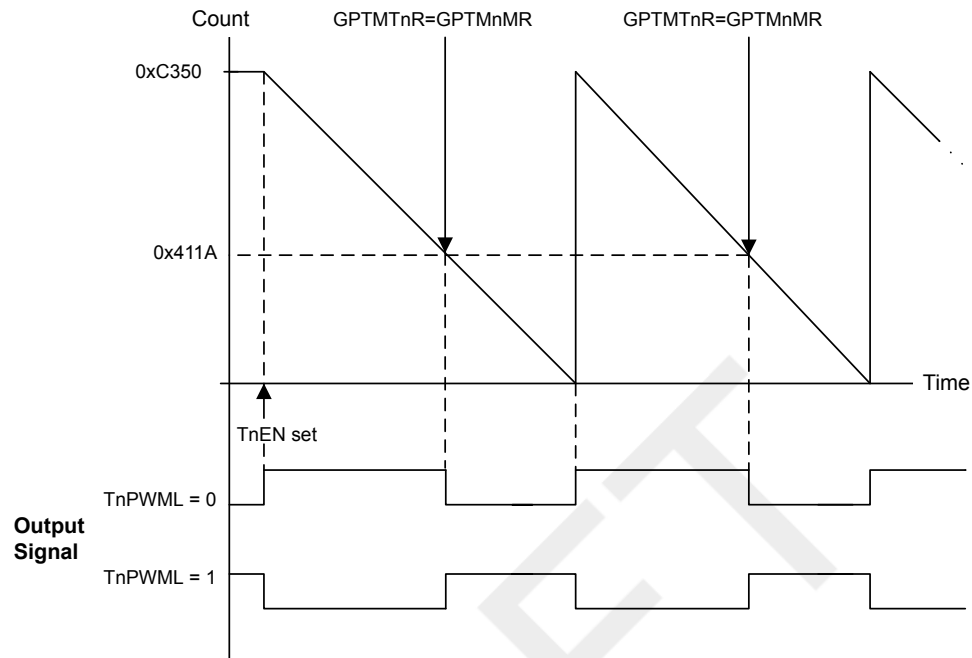 Count
GPTMTnR=GPTMnMR
GPTMTnR=GPTMnMR
0xC350
0x411A
Time
TnEN set
TnPWML = 0
Output
Signal
TnPWML = 1